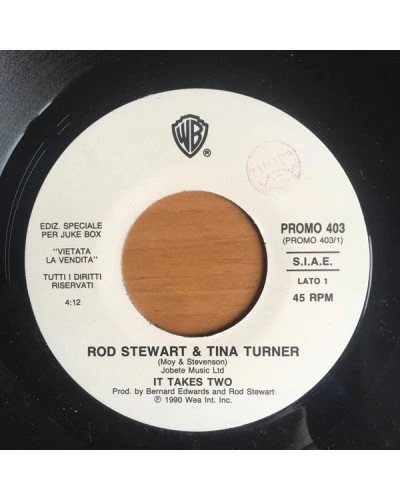 WB
®
EDIZ. SPECIALE
PER JUKE BOX
"VIETATA
LA VENDITA"
TUTTI I DIRITTI
RISERVATI
4:12
PROMO 403
(PROMO 403/1)
S.I.A.E.
LATO 1
45 RPM
ROD STEWART & TINA TURNER
(Moy & Stevenson)
Jobete Music Ltd
IT TAKES TWO
Prod. by Bernard Edwards and Rod Stewart
℗ 1990 Wea Int. Inc.